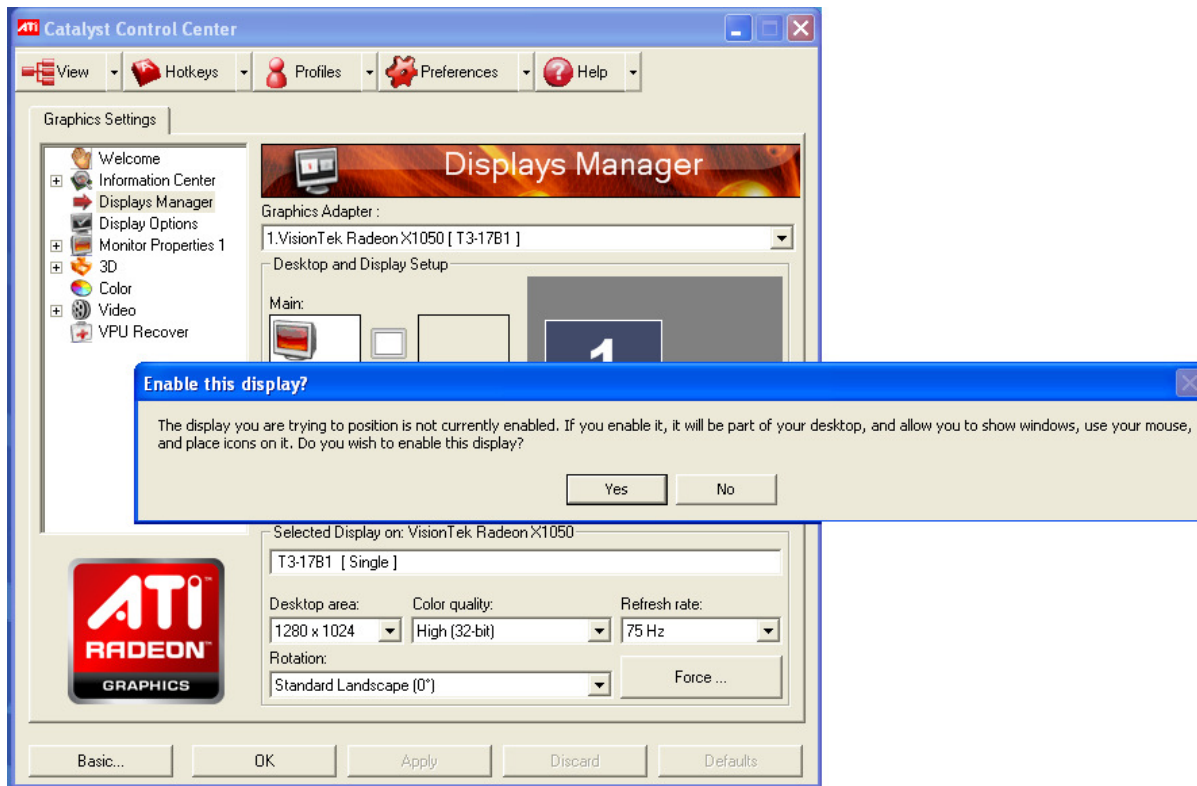 ATI Catalyst Control Center
View Hotkeys Profiles Preferences Help
Graphics Settings
Welcome
Information Center
Displays Manager
Display Options
Monitor Properties 1
3D
Color
Video
VPU Recover
Displays Manager
Graphics Adapter :
1.VisionTek Radeon X1050 [ T3-17B1 ]
Desktop and Display Setup
Main:
1
Enable this display?
The display you are trying to position is not currently enabled. If you enable it, it will be part of your desktop, and allow you to show windows, use your mouse,
and place icons on it. Do you wish to enable this display?
Yes No
Selected Display on: VisionTek Radeon X1050
T3-17B1 [ Single ]
Desktop area: Color quality: Refresh rate:
1280 x 1024 High (32-bit) 75 Hz
Rotation:
Standard Landscape (0°) Force ...
ATI™
RADEON™
GRAPHICS
Basic... OK Apply Discard Defaults